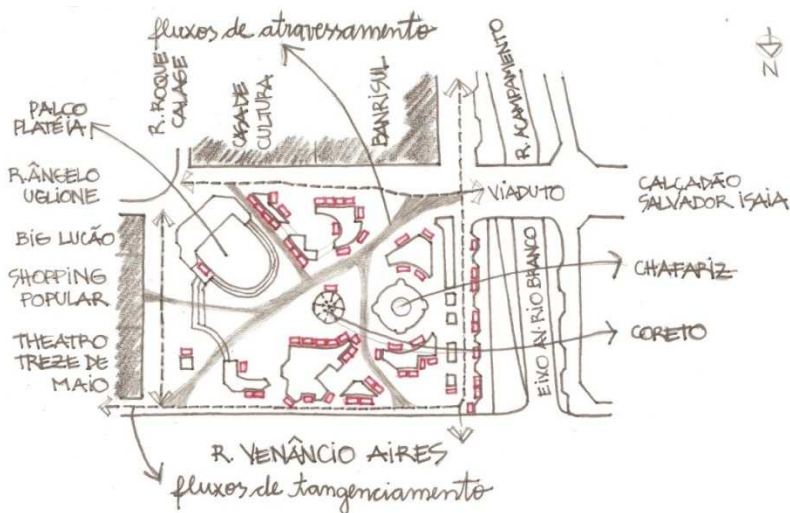 fluxos de atravessamento
R. ROQUE
CALAGE
CASA DE
CULTURA
BANRISUL
R. ACAMPAMENTO
N
PALCO
PLATÉIA
R. ÂNGELO
UGLIONE
VIADUTO
CALÇADÃO
SALVADOR ISAIA
BIG LUCÃO
SHOPPING
POPULAR
CHAFARIZ
THEATRO
TREZE DE
MAIO
CORETO
EIXO AV. RIO BRANCO
R. VENÂNCIO AIRES
fluxos de tangenciamento